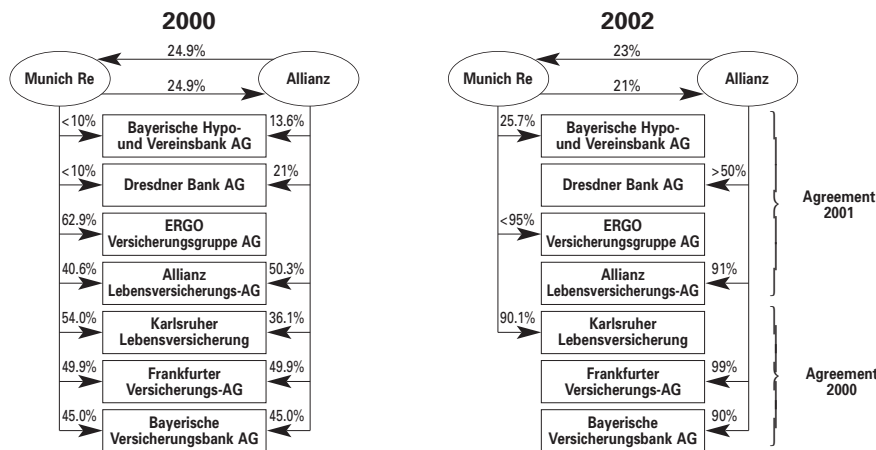 2000
24.9%
Munich Re
Allianz
24.9%
<10%
Bayerische Hypo-
und Vereinsbank AG
13.6%
<10%
Dresdner Bank AG
21%
62.9%
ERGO
Versicherungsgruppe AG
40.6%
Allianz
Lebensversicherungs-AG
50.3%
54.0%
Karlsruher
Lebensversicherung
36.1%
49.9%
Frankfurter
Versicherungs-AG
49.9%
45.0%
Bayerische
Versicherungsbank AG
45.0%
2002
23%
Munich Re
Allianz
21%
25.7%
Bayerische Hypo-
und Vereinsbank AG
Dresdner Bank AG
>50%
<95%
ERGO
Versicherungsgruppe AG
Allianz
Lebensversicherungs-AG
91%
90.1%
Karlsruher
Lebensversicherung
Frankfurter
Versicherungs-AG
99%
Bayerische
Versicherungsbank AG
90%
Agreement
2001
Agreement
2000